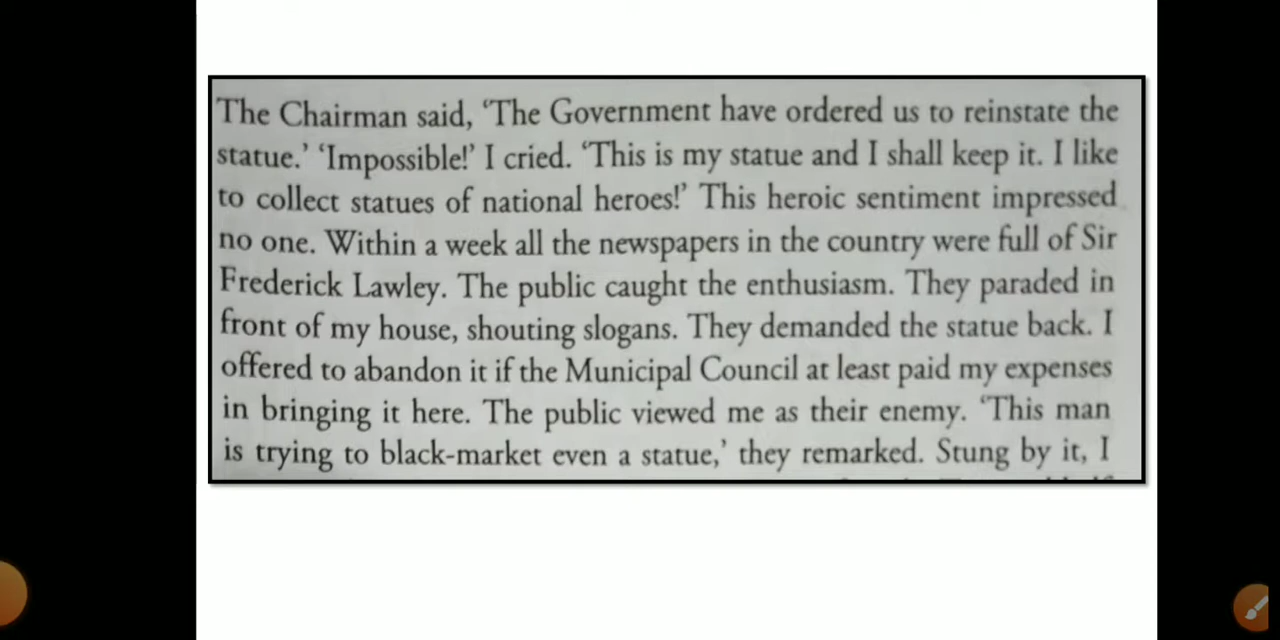 The Chairman said, ‘The Government have ordered us to reinstate the
statue.’ ‘Impossible!’ I cried. ‘This is my statue and I shall keep it. I like
to collect statues of national heroes!’ This heroic sentiment impressed
no one. Within a week all the newspapers in the country were full of Sir
Frederick Lawley. The public caught the enthusiasm. They paraded in
front of my house, shouting slogans. They demanded the statue back. I
offered to abandon it if the Municipal Council at least paid my expenses
in bringing it here. The public viewed me as their enemy. ‘This man
is trying to black-market even a statue,’ they remarked. Stung by it, I